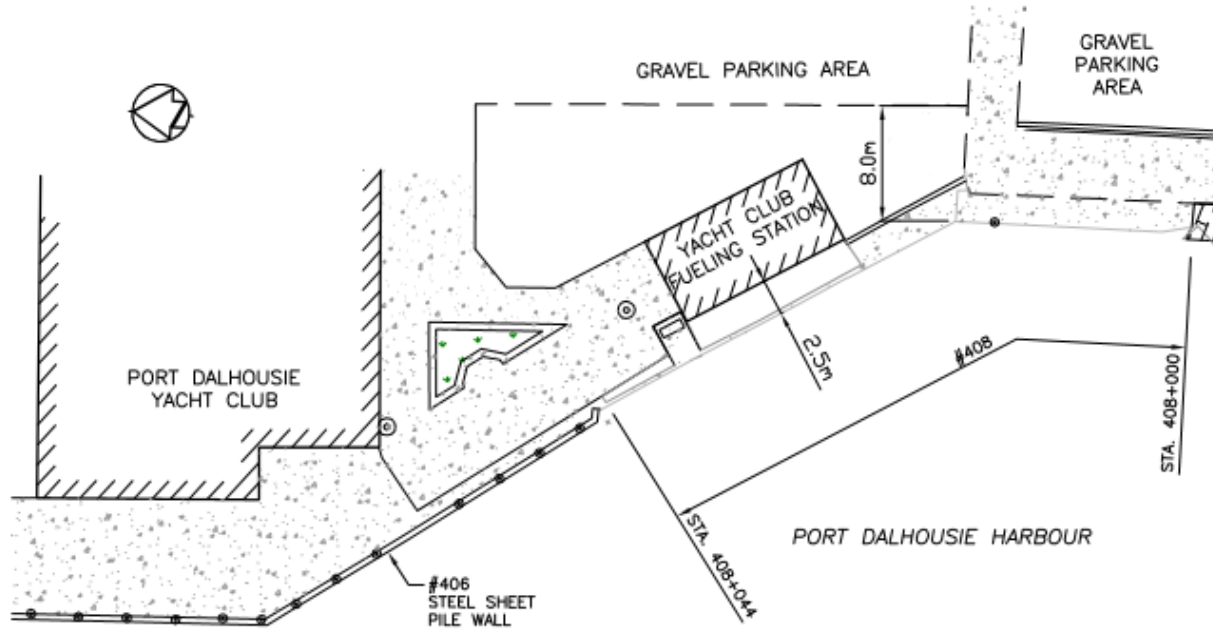 GRAVEL PARKING AREA
GRAVEL
PARKING
AREA
8.0m
YACHT CLUB
FUELING STATION
2.5m
#408
STA. 408+000
PORT DALHOUSIE
YACHT CLUB
STA. 408+044
PORT DALHOUSIE HARBOUR
#406
STEEL SHEET
PILE WALL